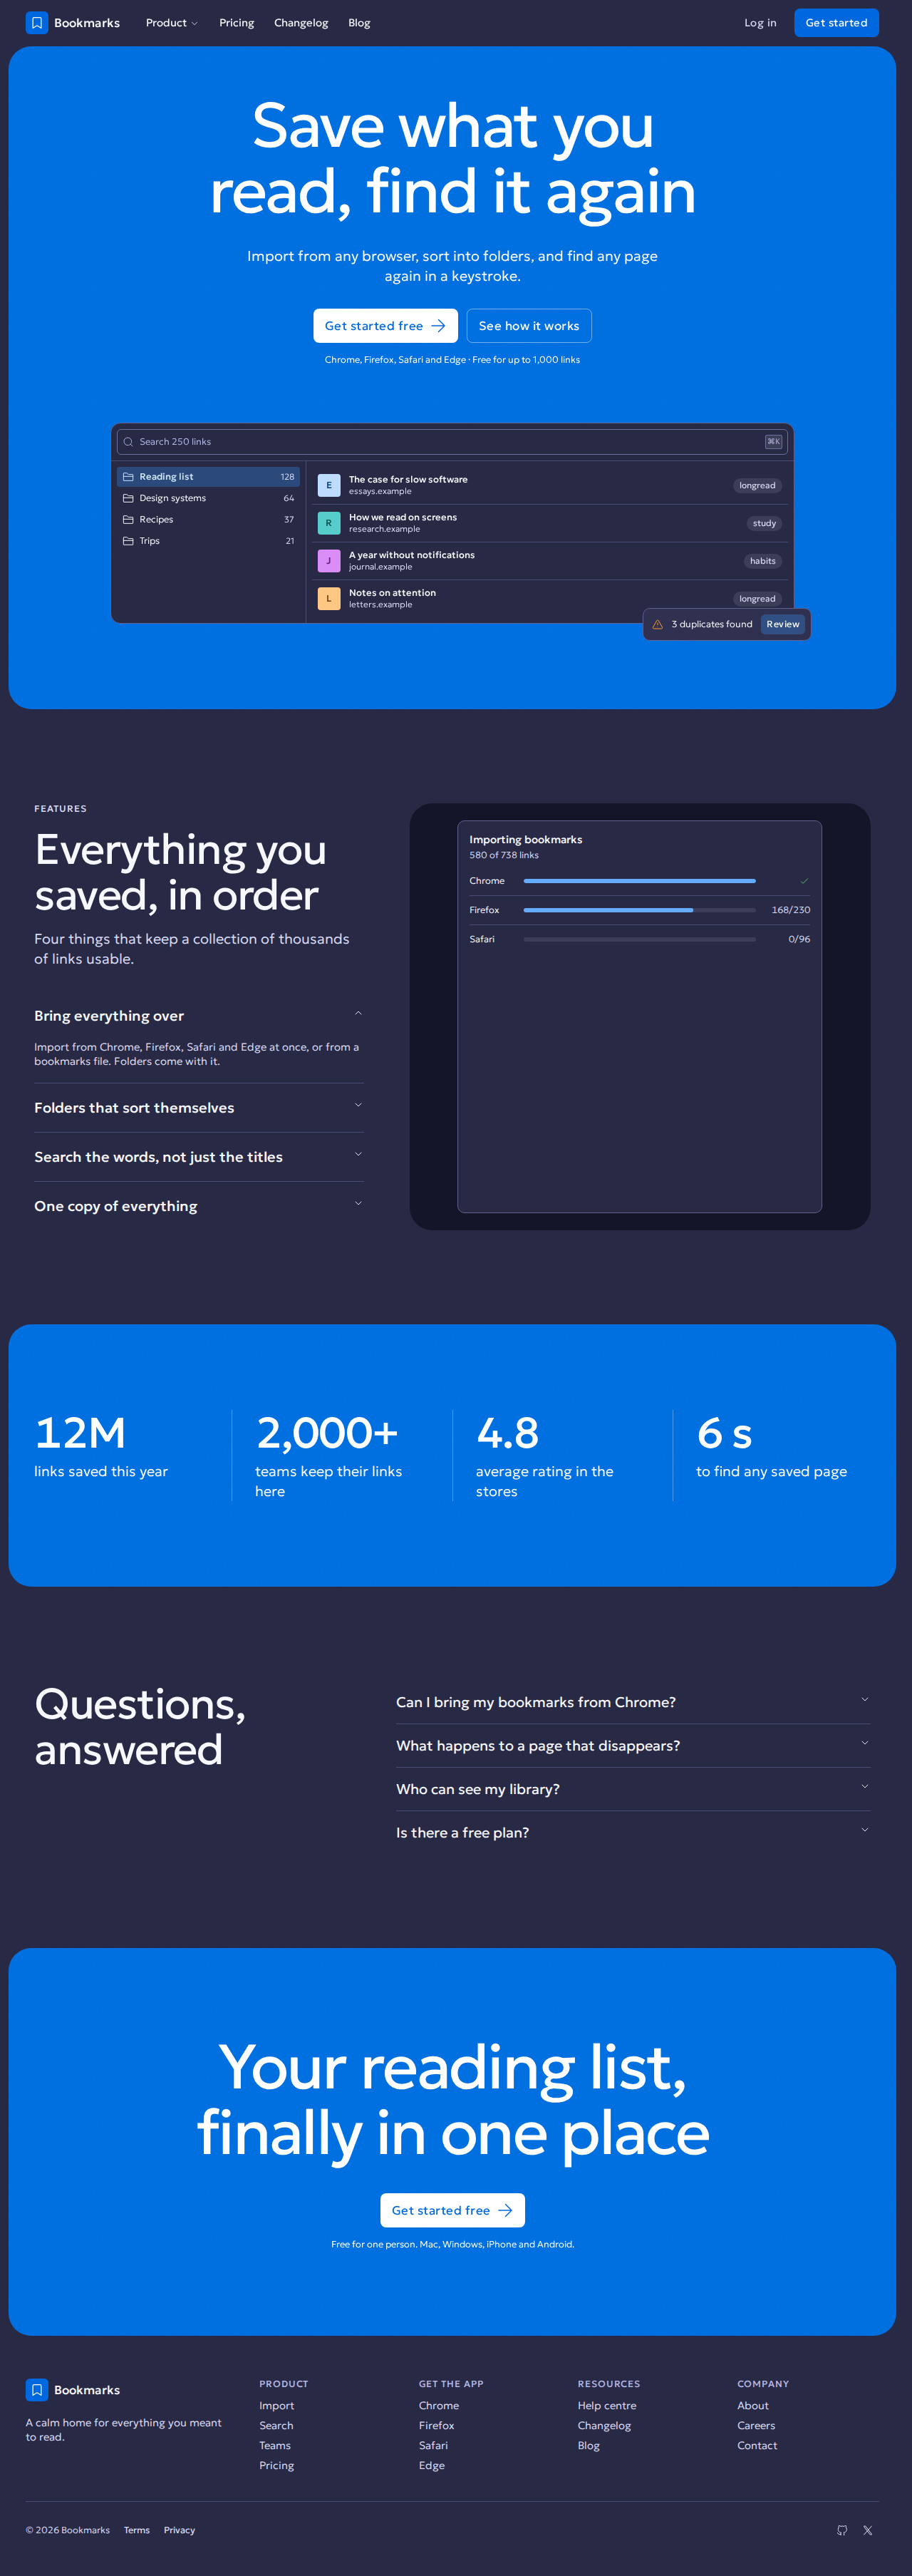 Bookmarks
Product
Pricing
Changelog
Blog
Log in
Get started
Save what you
read, find it again
Import from any browser, sort into folders, and find any page
again in a keystroke.
Get started free
See how it works
Chrome, Firefox, Safari and Edge · Free for up to 1,000 links
Search 250 links
⌘K
Reading list 128
Design systems 64
Recipes 37
Trips 21
E
The case for slow software
essays.example
longread
R
How we read on screens
research.example
study
J
A year without notifications
journal.example
habits
L
Notes on attention
letters.example
longread
3 duplicates found
Review
FEATURES
Everything you
saved, in order
Four things that keep a collection of thousands
of links usable.
Bring everything over
Import from Chrome, Firefox, Safari and Edge at once, or from a
bookmarks file. Folders come with it.
Folders that sort themselves
Search the words, not just the titles
One copy of everything
Importing bookmarks
580 of 738 links
Chrome
Firefox 168/230
Safari 0/96
12M
links saved this year
2,000+
teams keep their links
here
4.8
average rating in the
stores
6 s
to find any saved page
Questions,
answered
Can I bring my bookmarks from Chrome?
What happens to a page that disappears?
Who can see my library?
Is there a free plan?
Your reading list,
finally in one place
Get started free
Free for one person. Mac, Windows, iPhone and Android.
Bookmarks
A calm home for everything you meant
to read.
PRODUCT
Import
Search
Teams
Pricing
GET THE APP
Chrome
Firefox
Safari
Edge
RESOURCES
Help centre
Changelog
Blog
COMPANY
About
Careers
Contact
© 2026 Bookmarks
Terms
Privacy